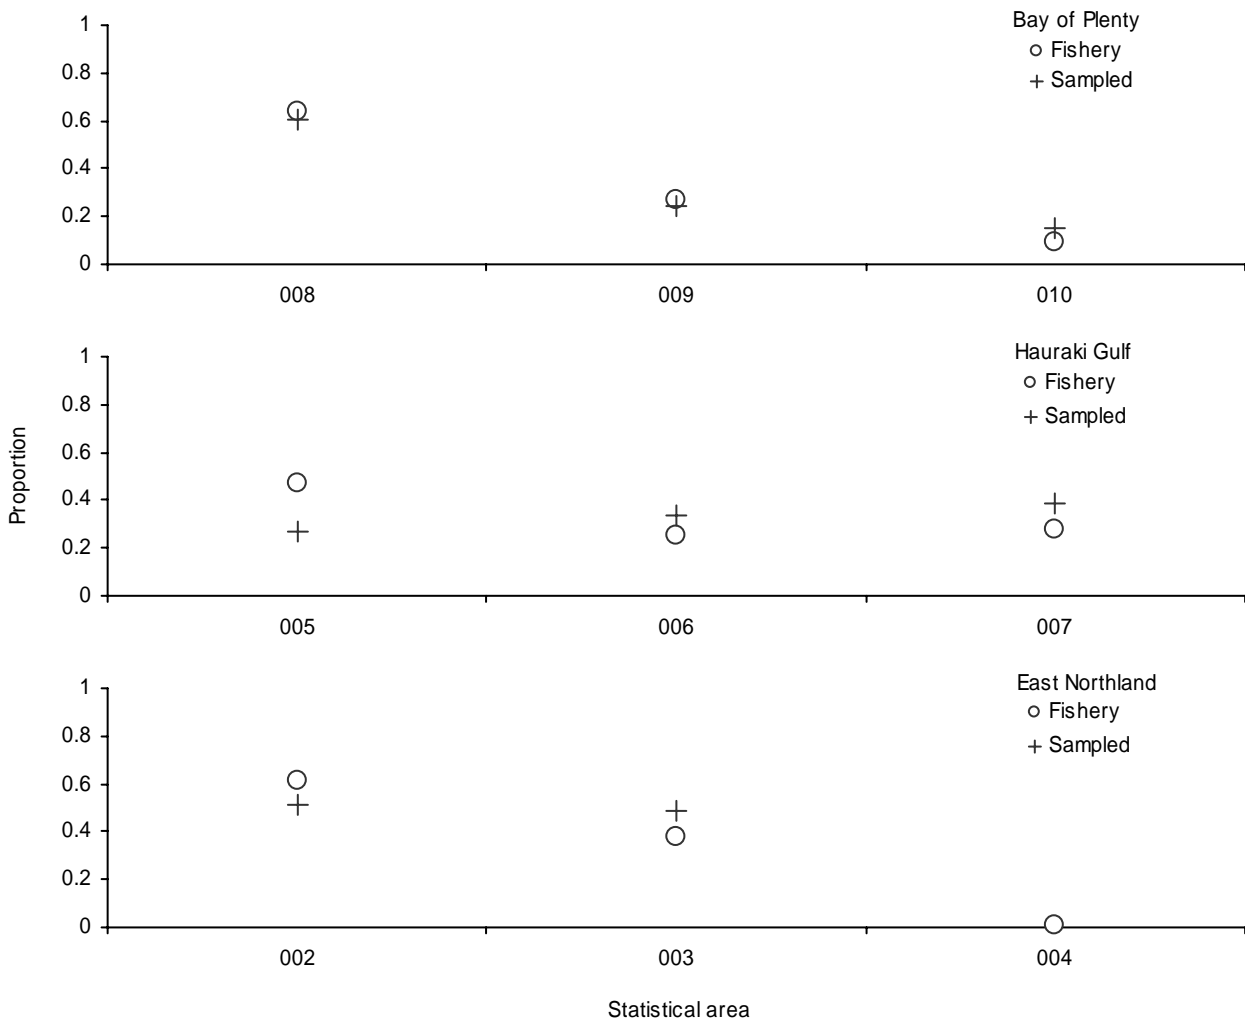 1
Bay of Plenty
Fishery
0.8
Sampled
0.6
0.4
0.2
0
008 009 010
1
Hauraki Gulf
Fishery
0.8
Sampled
0.6
0.4
0.2
0
005 006 007
Proportion
1
East Northland
Fishery
0.8
Sampled
0.6
0.4
0.2
0
002 003 004
Statistical area